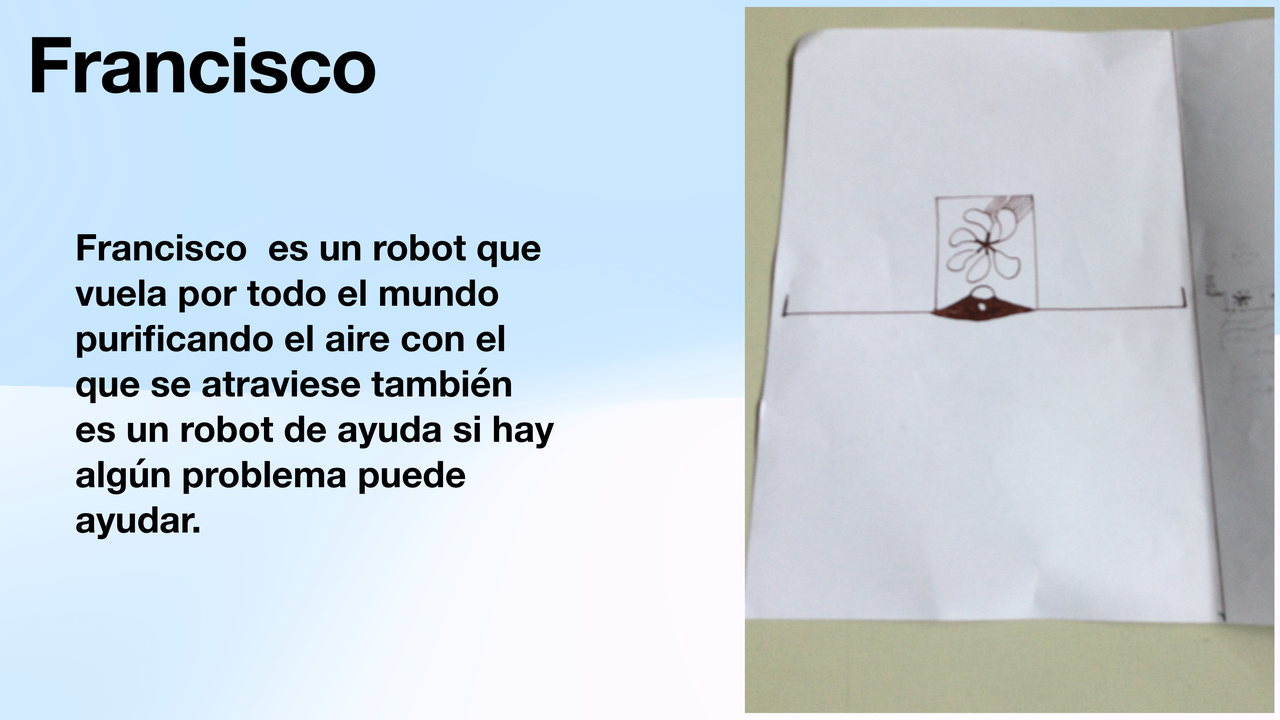 Francisco
Francisco  es un robot que
vuela por todo el mundo
purificando el aire con el
que se atraviese también
es un robot de ayuda si hay
algún problema puede
ayudar.